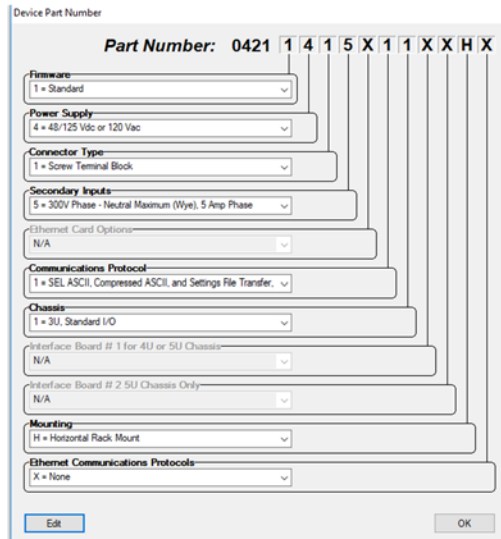 Device Part Number
Part Number: 0421 1 4 1 5 X 1 1 X X H X
Firmware
1 = Standard
Power Supply
4 = 48/125 Vdc or 120 Vac
Connector Type
1 = Screw Terminal Block
Secondary Inputs
5 = 300V Phase - Neutral Maximum (Wye), 5 Amp Phase
Ethernet Card Options
N/A
Communications Protocol
1 = SEL ASCII, Compressed ASCII, and Settings File Transfer,
Chassis
1 = 3U, Standard I/O
Interface Board # 1 for 4U or 5U Chassis
N/A
Interface Board # 2 5U Chassis Only
N/A
Mounting
H = Horizontal Rack Mount
Ethernet Communications Protocols
X = None
Edit
OK